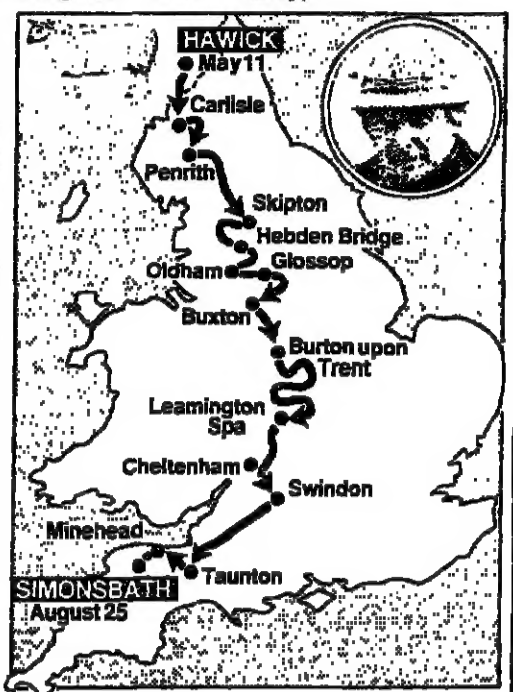 HAWICK
May 11
Carlisle
Penrith
Skipton
Hebden Bridge
Oldham
Glossop
Buxton
Burton upon
Trent
Leamington
Spa
Cheltenham
Swindon
Minehead
Taunton
SIMONSBATH
August 25